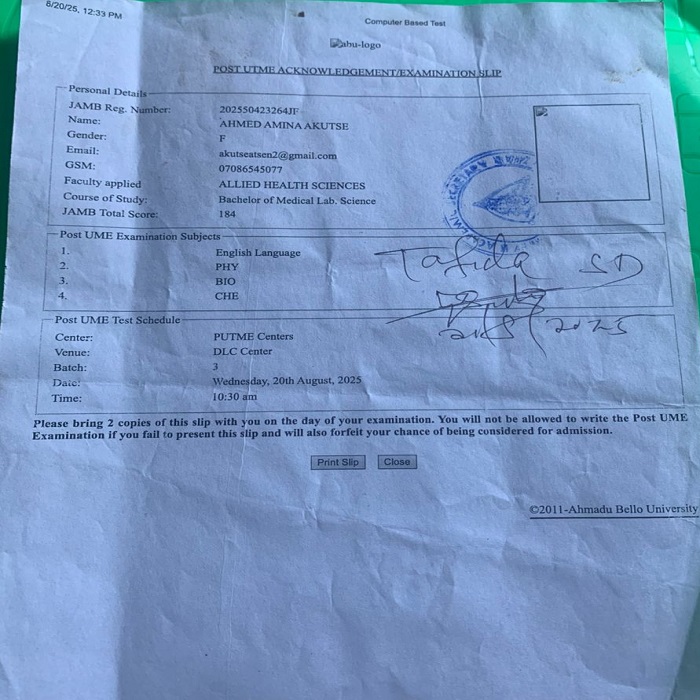 8/20/25, 12:33 PM
Computer Based Test
abu-logo
POST UTME ACKNOWLEDGEMENT/EXAMINATION SLIP
Personal Details
JAMB Reg. Number: 202550423264JF
Name: AHMED AMINA AKUTSE
Gender: F
Email: akutseatsen2@gmail.com
GSM: 07086545077
Faculty applied ALLIED HEALTH SCIENCES
Course of Study: Bachelor of Medical Lab. Science
JAMB Total Score: 184
Post UME Examination Subjects
1. English Language
2. PHY
3. BIO
4. CHE
Tafida SD
2025
Post UME Test Schedule
Center: PUTME Centers
Venue: DLC Center
Batch: 3
Date: Wednesday, 20th August, 2025
Time: 10:30 am
Please bring 2 copies of this slip with you on the day of your examination. You will not be allowed to write the Post UME
Examination if you fail to present this slip and will also forfeit your chance of being considered for admission.
Print Slip Close
©2011-Ahmadu Bello University